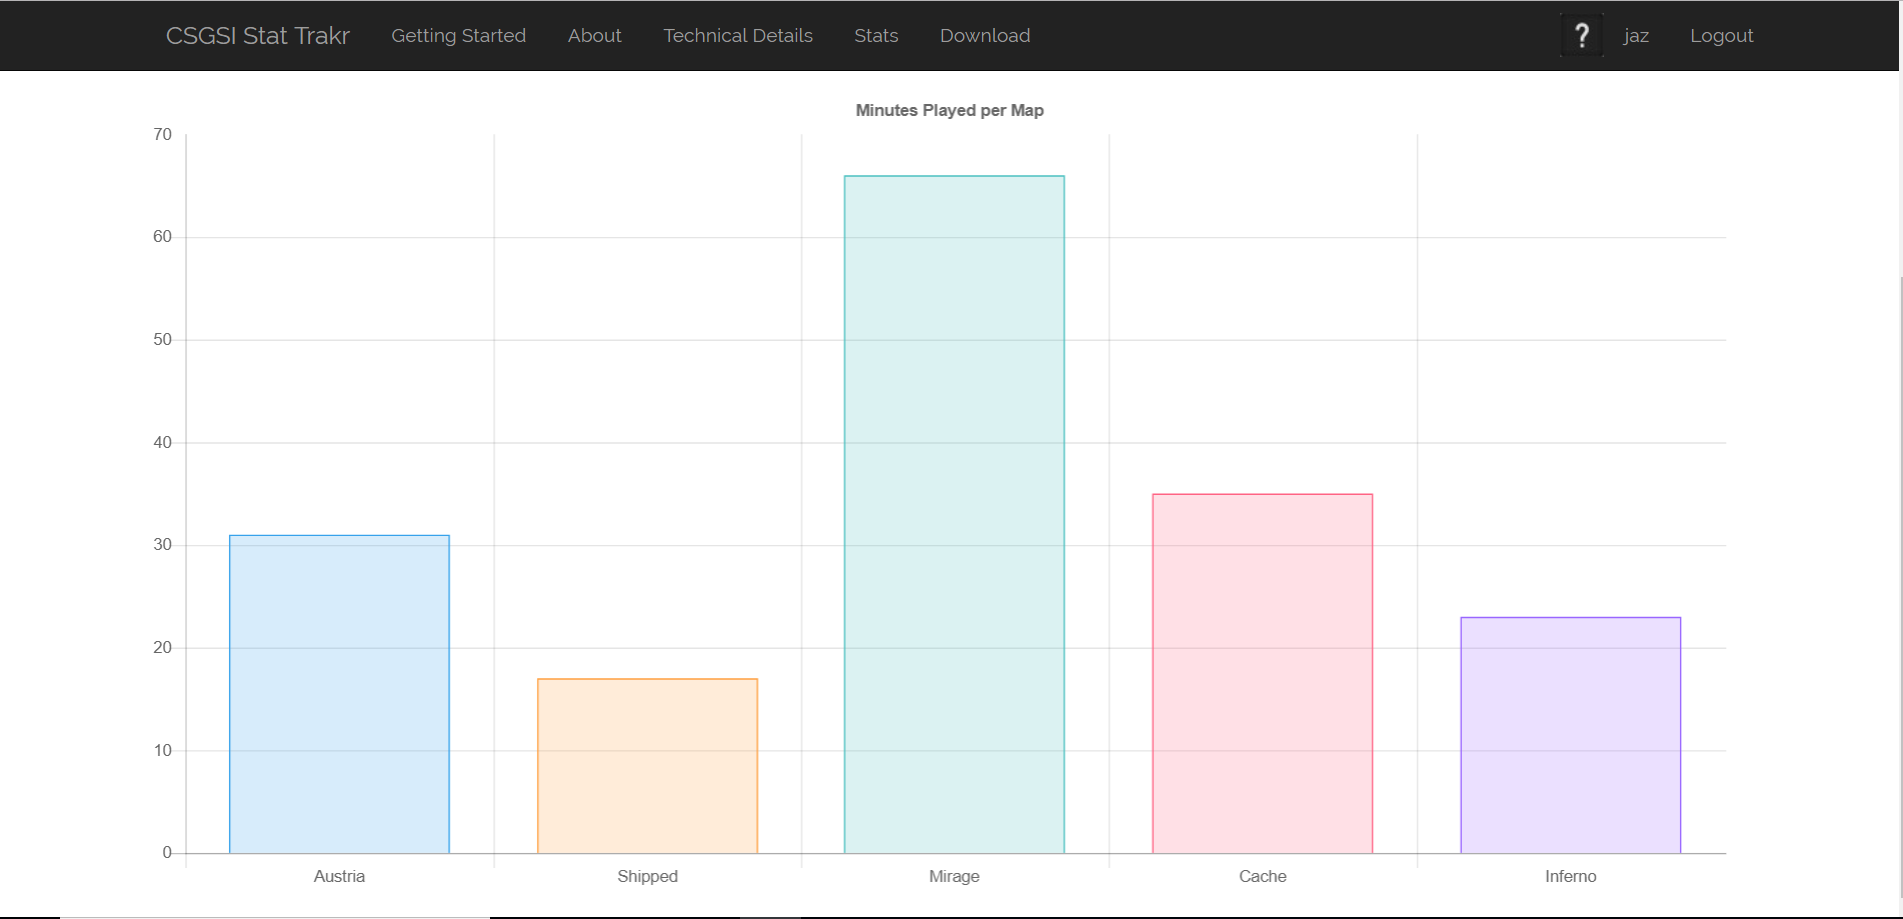 CSGSI Stat Trakr Getting Started About Technical Details Stats Download ? jaz Logout
Minutes Played per Map
70
60
50
40
30
20
10
0
Austria Shipped Mirage Cache Inferno